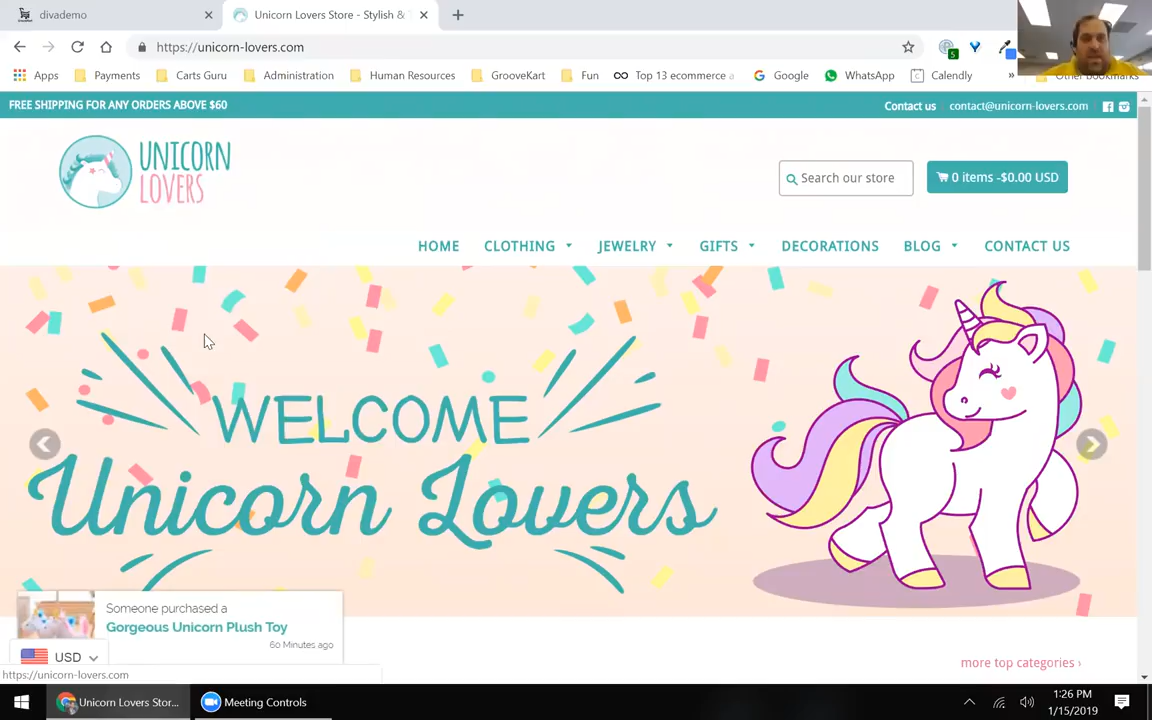 divademo
Unicorn Lovers Store - Stylish &
https://unicorn-lovers.com
5
Apps Payments Carts Guru Administration Human Resources GrooveKart Fun Top 13 ecommerce a Google WhatsApp Calendly » Other bookmarks
FREE SHIPPING FOR ANY ORDERS ABOVE $60
Contact us contact@unicorn-lovers.com
UNICORN
LOVERS
Search our store
0 items -$0.00 USD
HOME CLOTHING JEWELRY GIFTS DECORATIONS BLOG CONTACT US
WELCOME
Unicorn Lovers
Someone purchased a
Gorgeous Unicorn Plush Toy
60 Minutes ago
USD
more top categories ›
https://unicorn-lovers.com
Unicorn Lovers Stor...
Meeting Controls
1:26 PM
1/15/2019